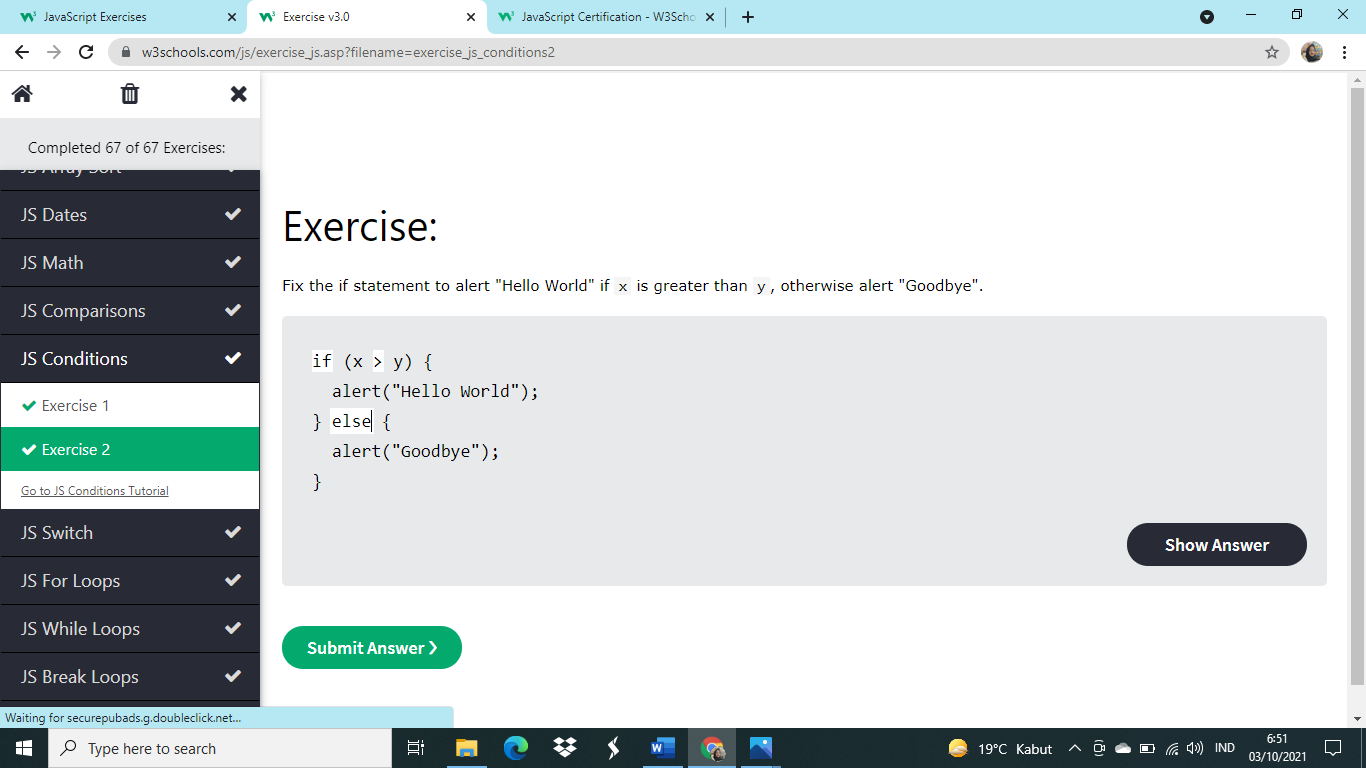 JavaScript Exercises
Exercise v3.0
JavaScript Certification - W3Scho
w3schools.com/js/exercise_js.asp?filename=exercise_js_conditions2
Completed 67 of 67 Exercises:
JS Array Sort
JS Dates
JS Math
JS Comparisons
JS Conditions
Exercise 1
Exercise 2
Go to JS Conditions Tutorial
JS Switch
JS For Loops
JS While Loops
JS Break Loops
Waiting for securepubads.g.doubleclick.net...
Exercise:
Fix the if statement to alert "Hello World" if x is greater than y, otherwise alert "Goodbye".
if (x > y) {
alert("Hello World");
} else {
alert("Goodbye");
}
Show Answer
Submit Answer ❯
Type here to search
19°C Kabut
IND
6:51
03/10/2021